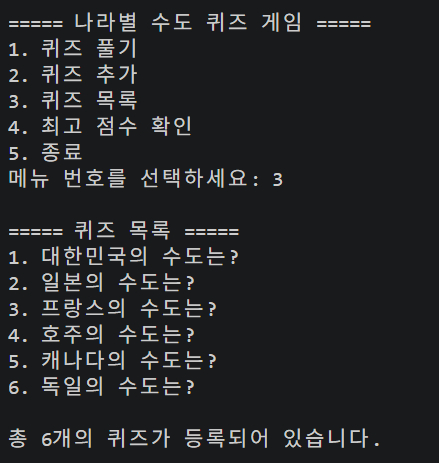 ===== 나라별 수도 퀴즈 게임 =====
1. 퀴즈 풀기
2. 퀴즈 추가
3. 퀴즈 목록
4. 최고 점수 확인
5. 종료
메뉴 번호를 선택하세요: 3
===== 퀴즈 목록 =====
1. 대한민국의 수도는?
2. 일본의 수도는?
3. 프랑스의 수도는?
4. 호주의 수도는?
5. 캐나다의 수도는?
6. 독일의 수도는?
총 6개의 퀴즈가 등록되어 있습니다.